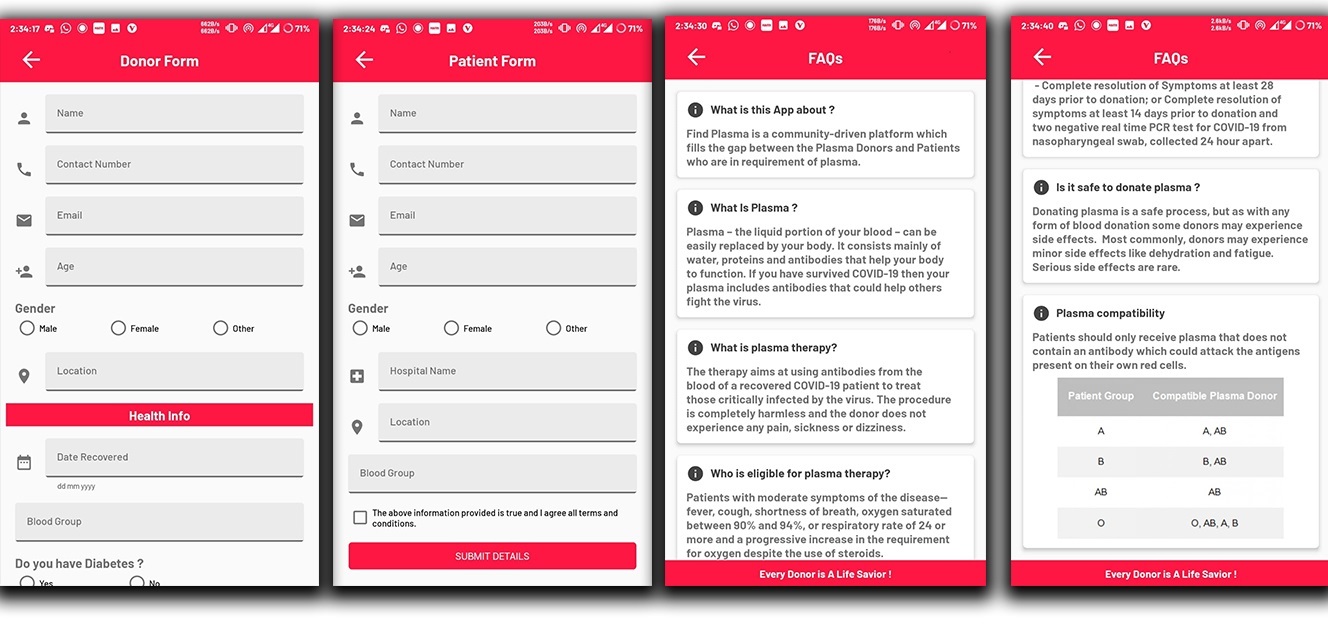 2:34:17
662B/s
662B/s
4G
71%
Donor Form
Name
Contact Number
Email
Age
Gender
Male
Female
Other
Location
Health Info
Date Recovered
dd mm yyyy
Blood Group
Do you have Diabetes ?
Yes
No
2:34:24
203B/s
203B/s
4G
71%
Patient Form
Name
Contact Number
Email
Age
Gender
Male
Female
Other
Hospital Name
Location
Blood Group
The above information provided is true and I agree all terms and
conditions.
SUBMIT DETAILS
2:34:30
176B/s
176B/s
4G
71%
FAQs
What is this App about ?
Find Plasma is a community-driven platform which
fills the gap between the Plasma Donors and Patients
who are in requirement of plasma.
What Is Plasma ?
Plasma – the liquid portion of your blood – can be
easily replaced by your body. It consists mainly of
water, proteins and antibodies that help your body
to function. If you have survived COVID-19 then your
plasma includes antibodies that could help others
fight the virus.
What is plasma therapy?
The therapy aims at using antibodies from the
blood of a recovered COVID-19 patient to treat
those critically infected by the virus. The procedure
is completely harmless and the donor does not
experience any pain, sickness or dizziness.
Who is eligible for plasma therapy?
Patients with moderate symptoms of the disease—
fever, cough, shortness of breath, oxygen saturated
between 90% and 94%, or respiratory rate of 24 or
more and a progressive increase in the requirement
for oxygen despite the use of steroids.
Every Donor is A Life Savior !
2:34:40
2.6kB/s
2.6kB/s
4G
71%
FAQs
- Complete resolution of Symptoms at least 28
days prior to donation; or Complete resolution of
symptoms at least 14 days prior to donation and
two negative real time PCR test for COVID-19 from
nasopharyngeal swab, collected 24 hour apart.
Is it safe to donate plasma ?
Donating plasma is a safe process, but as with any
form of blood donation some donors may experience
side effects. Most commonly, donors may experience
minor side effects like dehydration and fatigue.
Serious side effects are rare.
Plasma compatibility
Patients should only receive plasma that does not
contain an antibody which could attack the antigens
present on their own red cells.
Patient Group Compatible Plasma Donor
A A, AB
B B, AB
AB AB
O O, AB, A, B
Every Donor is A Life Savior !